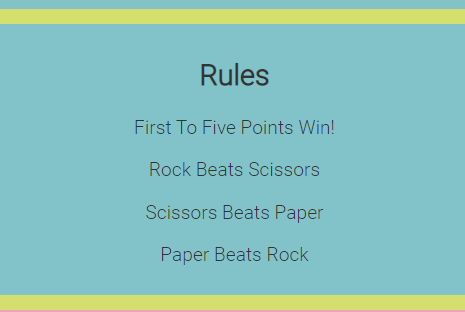 Rules
First To Five Points Win!
Rock Beats Scissors
Scissors Beats Paper
Paper Beats Rock